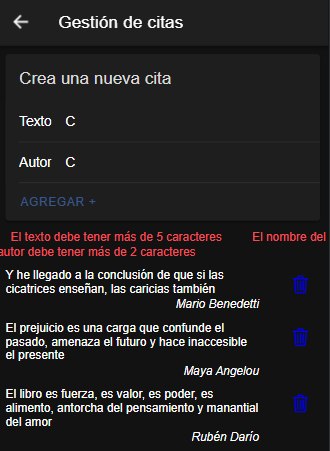 Gestión de citas
Crea una nueva cita
Texto C
Autor C
AGREGAR +
El texto debe tener más de 5 caracteres El nombre del
autor debe tener más de 2 caracteres
Y he llegado a la conclusión de que si las
cicatrices enseñan, las caricias también
Mario Benedetti
El prejuicio es una carga que confunde el
pasado, amenaza el futuro y hace inaccesible
el presente
Maya Angelou
El libro es fuerza, es valor, es poder, es
alimento, antorcha del pensamiento y manantial
del amor
Rubén Darío